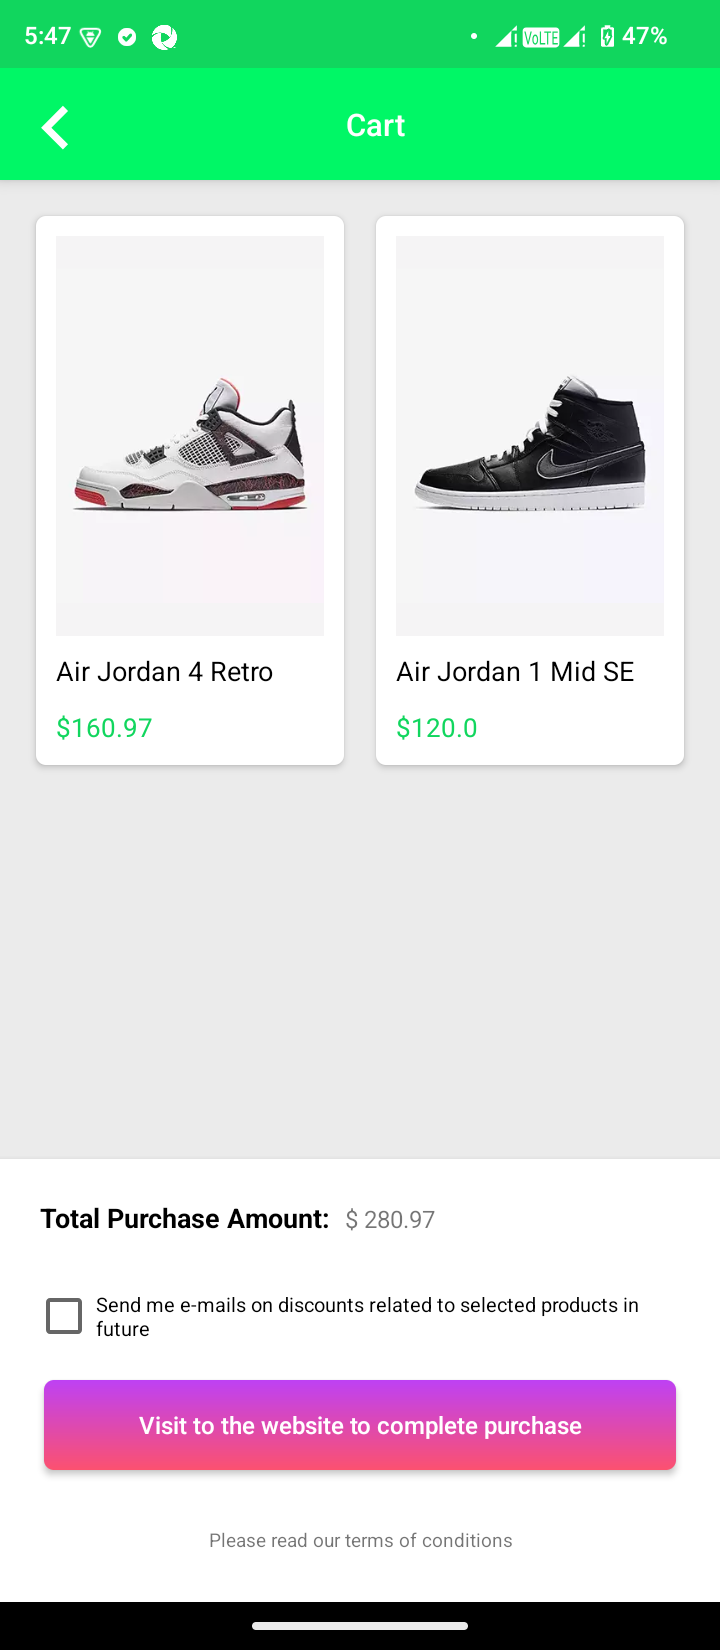 5:47
VoLTE
47%
Cart
Air Jordan 4 Retro
$160.97
Air Jordan 1 Mid SE
$120.0
Total Purchase Amount: $ 280.97
Send me e-mails on discounts related to selected products in
future
Visit to the website to complete purchase
Please read our terms of conditions